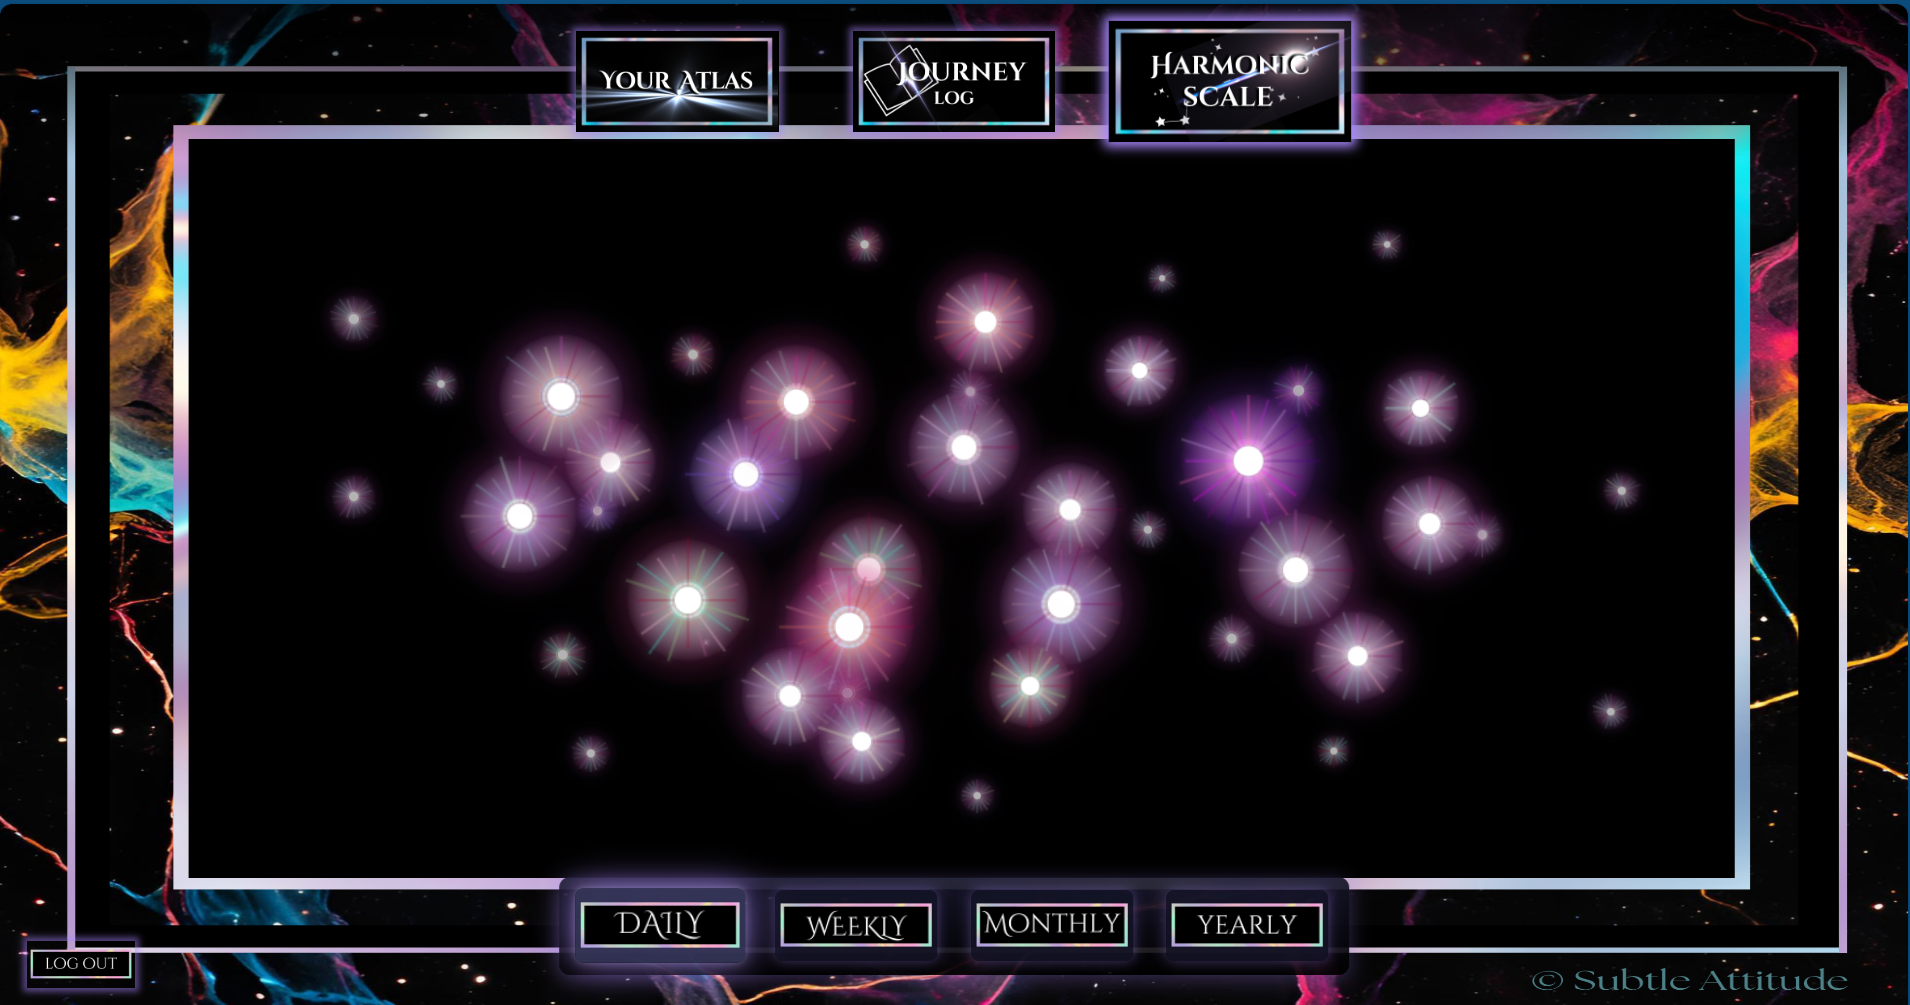 Your Atlas
Journey
Log
Harmonic
Scale
Daily
Weekly
Monthly
Yearly
Log Out
© Subtle Attitude